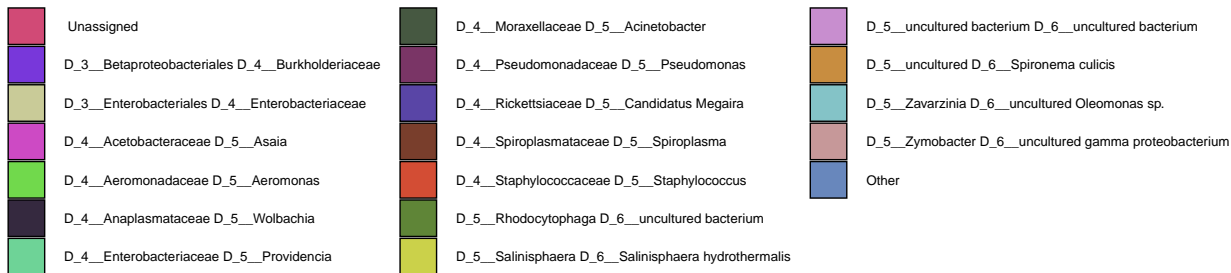 Unassigned
D_3__Betaproteobacteriales D_4__Burkholderiaceae
D_3__Enterobacteriales D_4__Enterobacteriaceae
D_4__Acetobacteraceae D_5__Asaia
D_4__Aeromonadaceae D_5__Aeromonas
D_4__Anaplasmataceae D_5__Wolbachia
D_4__Enterobacteriaceae D_5__Providencia
D_4__Moraxellaceae D_5__Acinetobacter
D_4__Pseudomonadaceae D_5__Pseudomonas
D_4__Rickettsiaceae D_5__Candidatus Megaira
D_4__Spiroplasmataceae D_5__Spiroplasma
D_4__Staphylococcaceae D_5__Staphylococcus
D_5__Rhodocytophaga D_6__uncultured bacterium
D_5__Salinisphaera D_6__Salinisphaera hydrothermalis
D_5__uncultured bacterium D_6__uncultured bacterium
D_5__uncultured D_6__Spironema culicis
D_5__Zavarzinia D_6__uncultured Oleomonas sp.
D_5__Zymobacter D_6__uncultured gamma proteobacterium
Other